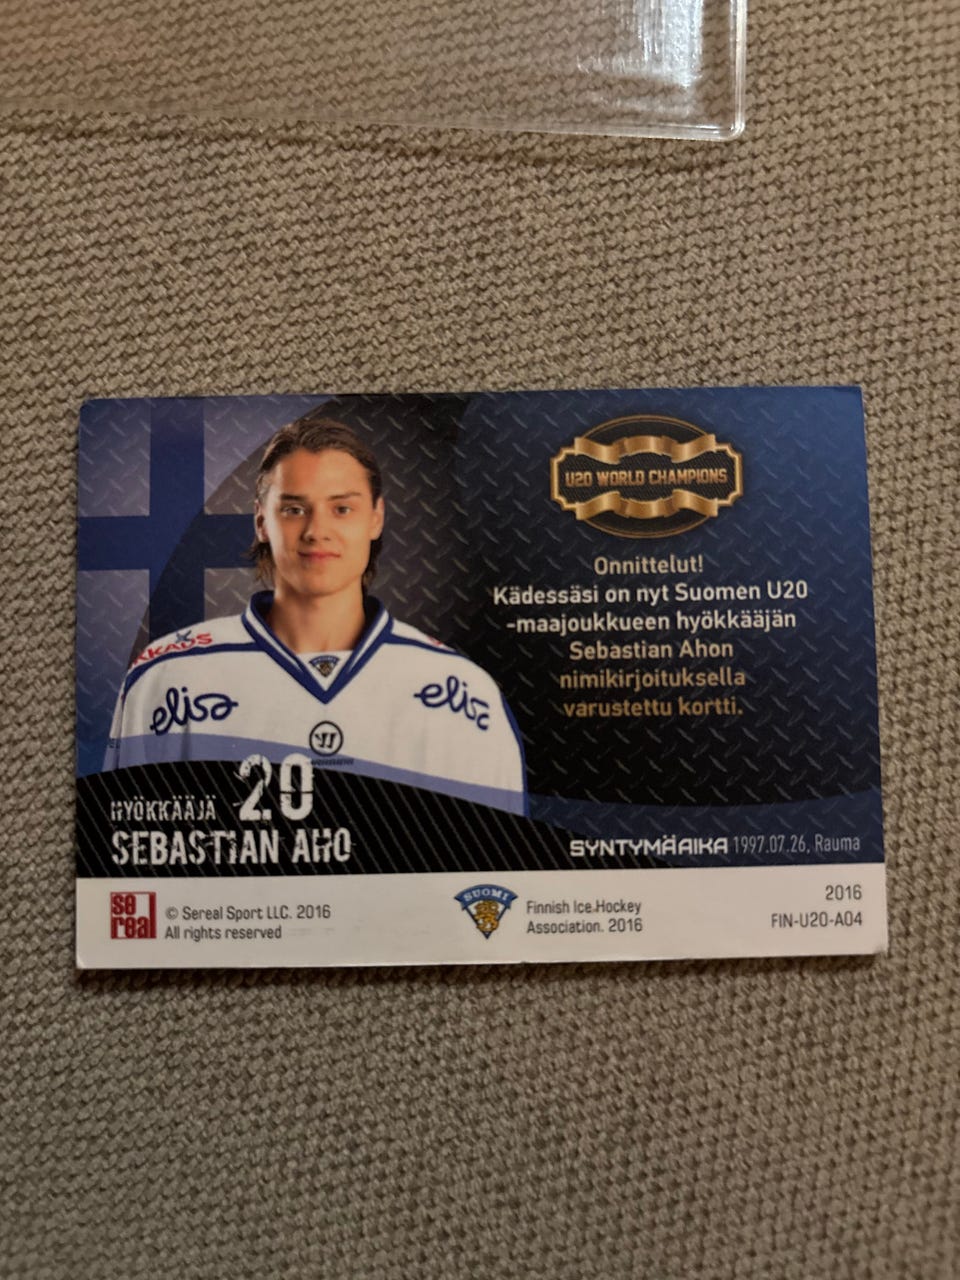 U20 WORLD CHAMPIONS
Onnittelut!
Kädessäsi on nyt Suomen U20
-maajoukkueen hyökkääjän
Sebastian Ahon
nimikirjoituksella
varustettu kortti.
KKAUS
elisa
elisa
WARRIOR
20
HYÖKKÄÄJÄ
SEBASTIAN AHO
SYNTYMÄAIKA 1997.07.26, Rauma
se
real
© Sereal Sport LLC. 2016
All rights reserved
SUOMI
Finnish Ice Hockey
Association. 2016
2016
FIN-U20-A04